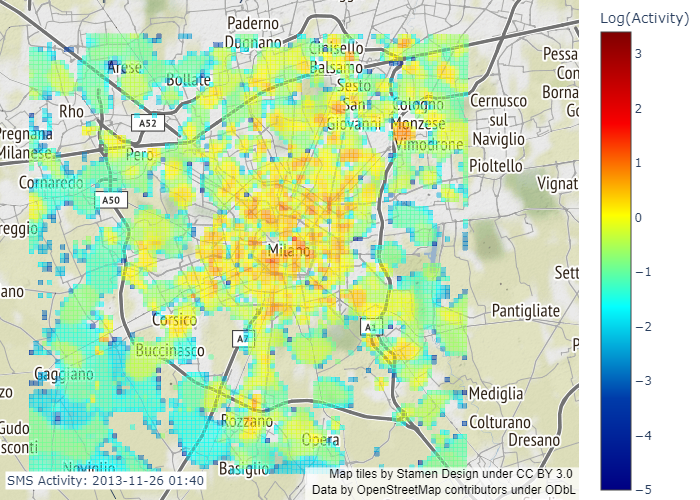 Log(Activity)
Paderno
Dugnano
Cinisello
Balsamo
Arese
Bollate
Sesto
San
Giovanni
Cologno
Monzese
Vimodrone
Pessa
Borna
Rho
A52
Cernusco
sul
Naviglio
Pregnana
Milanese
Pero
Pioltello
Cornaredo
A50
Vignat
reggio
Milano
Sett
ano
Pantigliate
Corsico
A7
A1
Buccinasco
Gaggiano
Mediglia
Rozzano
Colturano
Opera
Dresano
Gudo
sconti
Noviglio
Basiglio
SMS Activity: 2013-11-26 01:40
Map tiles by Stamen Design under CC BY 3.0
Data by OpenStreetMap contributors under ODbL
3
2
1
0
−1
−2
−3
−4
−5